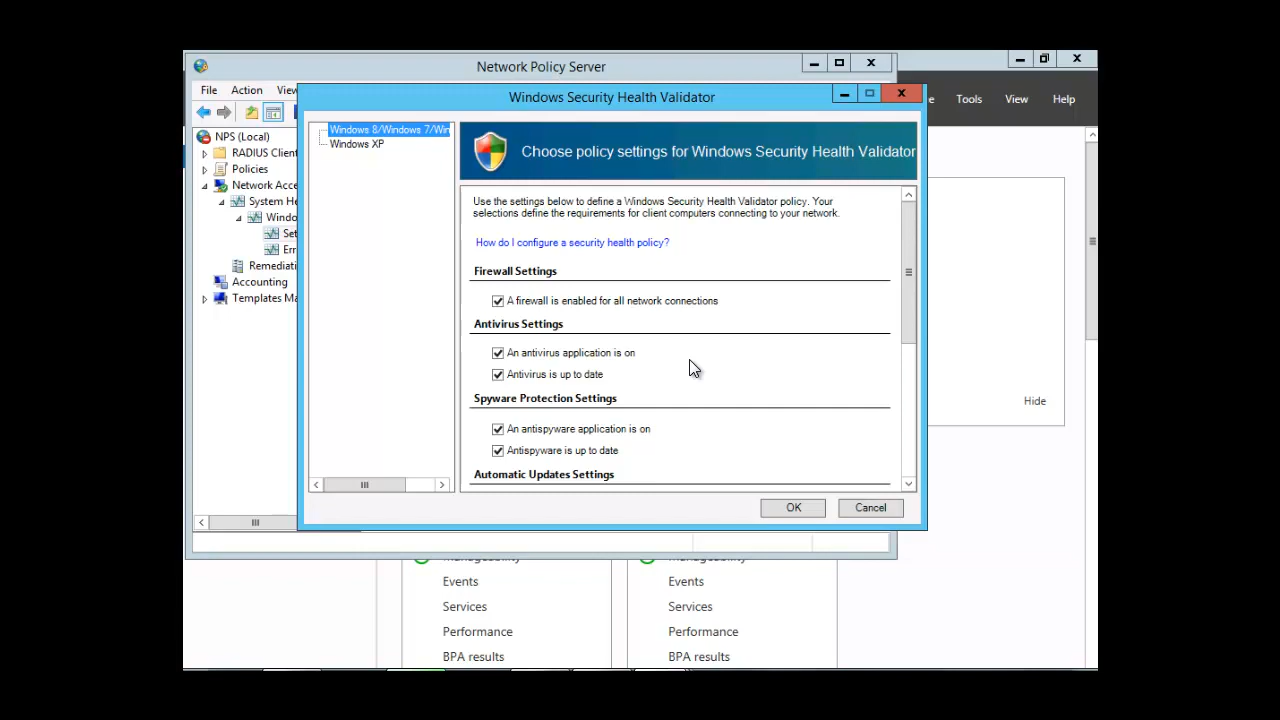 Network Policy Server
File Action View
Tools View Help
Windows Security Health Validator
NPS (Local)
RADIUS Client
Policies
Network Acce
System He
Windo
Set
Err
Remediati
Accounting
Templates Ma
Windows 8/Windows 7/Win
Windows XP
Choose policy settings for Windows Security Health Validator
Use the settings below to define a Windows Security Health Validator policy. Your
selections define the requirements for client computers connecting to your network.
How do I configure a security health policy?
Firewall Settings
A firewall is enabled for all network connections
Antivirus Settings
An antivirus application is on
Antivirus is up to date
Spyware Protection Settings
An antispyware application is on
Antispyware is up to date
Automatic Updates Settings
OK Cancel
Hide
Manageability Manageability
Events Events
Services Services
Performance Performance
BPA results BPA results